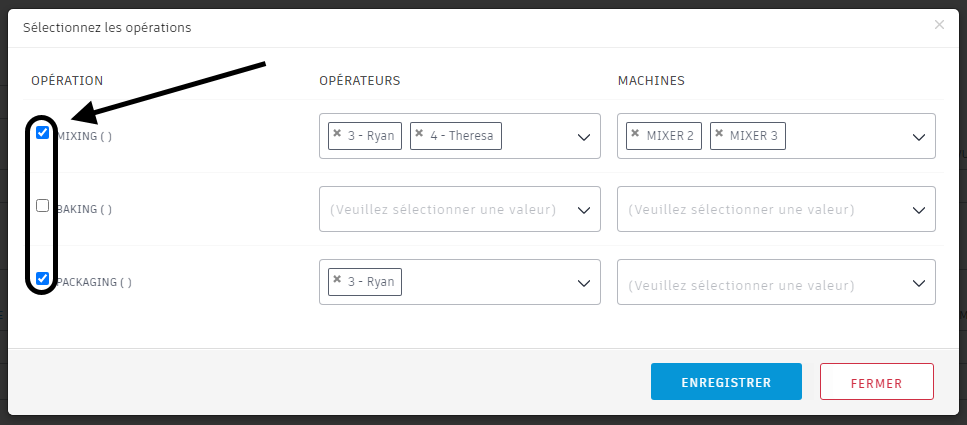 Sélectionnez les opérations ×
OPÉRATION OPÉRATEURS MACHINES
MIXING ( ) × 3 - Ryan × 4 - Theresa × MIXER 2 × MIXER 3
BAKING ( ) (Veuillez sélectionner une valeur) (Veuillez sélectionner une valeur)
PACKAGING ( ) × 3 - Ryan (Veuillez sélectionner une valeur)
ENREGISTRER FERMER